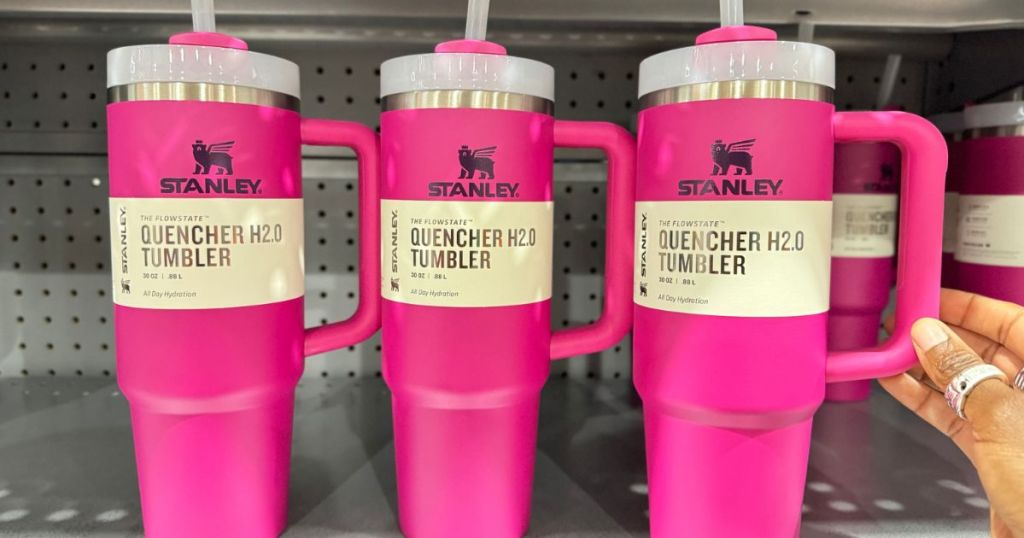 STANLEY
STANLEY
THE FLOWSTATE™
QUENCHER H2.0
TUMBLER
30 OZ | .88 L
All Day Hydration
STANLEY
STANLEY
THE FLOWSTATE™
QUENCHER H2.0
TUMBLER
30 OZ | .88 L
All Day Hydration
STANLEY
STANLEY
THE FLOWSTATE™
QUENCHER H2.0
TUMBLER
30 OZ | .88 L
All Day Hydration